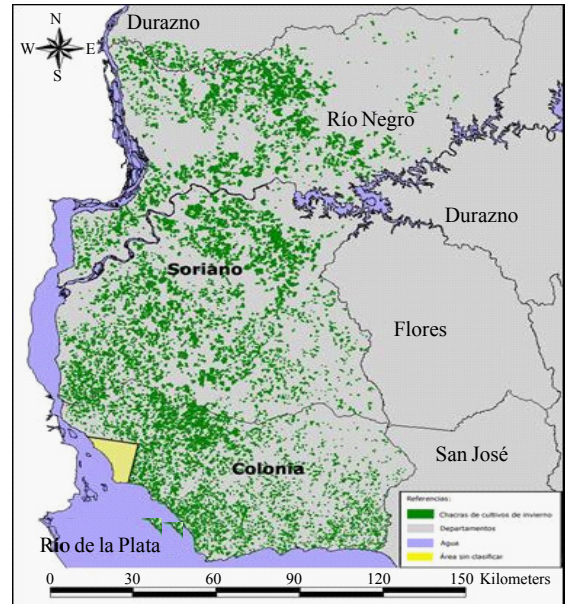 Durazno
N
W E
S
Río Negro
Durazno
Soriano
Flores
San José
Colonia
Referencias:
Chacras de cultivos de invierno
Departamentos
Agua
Área sin clasificar
Río de la Plata
0 30 60 90 120 150 Kilometers